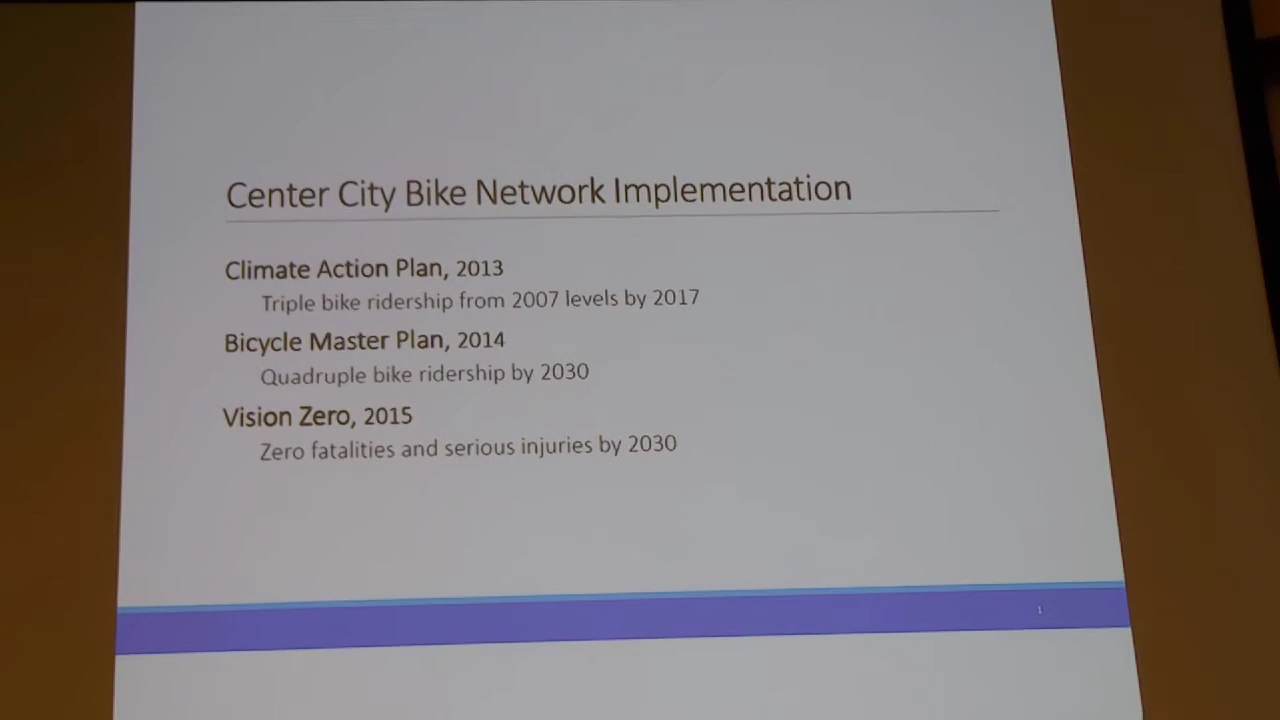 Center City Bike Network Implementation
Climate Action Plan, 2013
Triple bike ridership from 2007 levels by 2017
Bicycle Master Plan, 2014
Quadruple bike ridership by 2030
Vision Zero, 2015
Zero fatalities and serious injuries by 2030
1